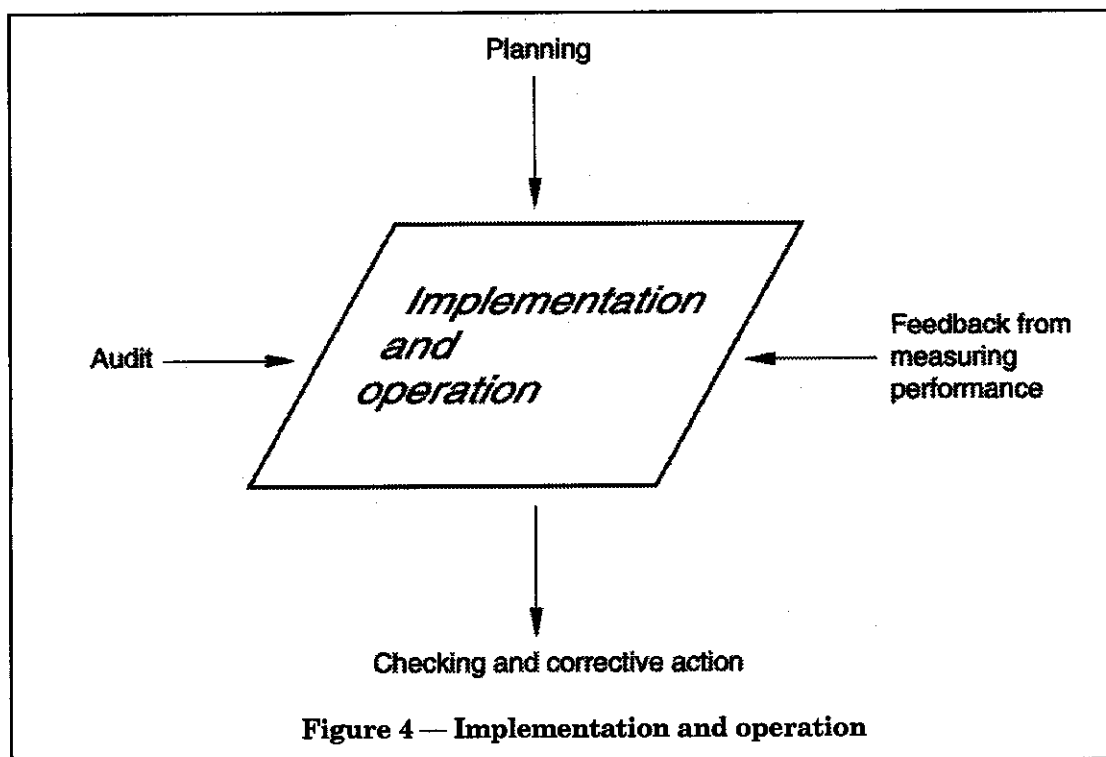 Planning
Implementation
and
operation
Audit
Feedback from
measuring
performance
Checking and corrective action
Figure 4 — Implementation and operation